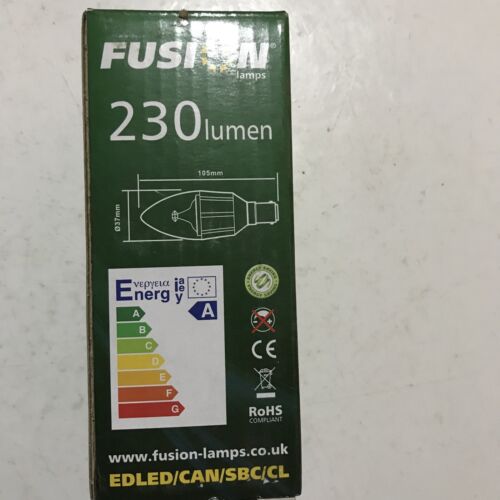 FUSION®
lamps
230lumen
105mm
Ø37mm
Energ
Ενεργεια
ie
ea
y
A
A
B
C
D
E
F
G
CE
RoHS
COMPLIANT
www.fusion-lamps.co.uk
EDLED/CAN/SBC/CL